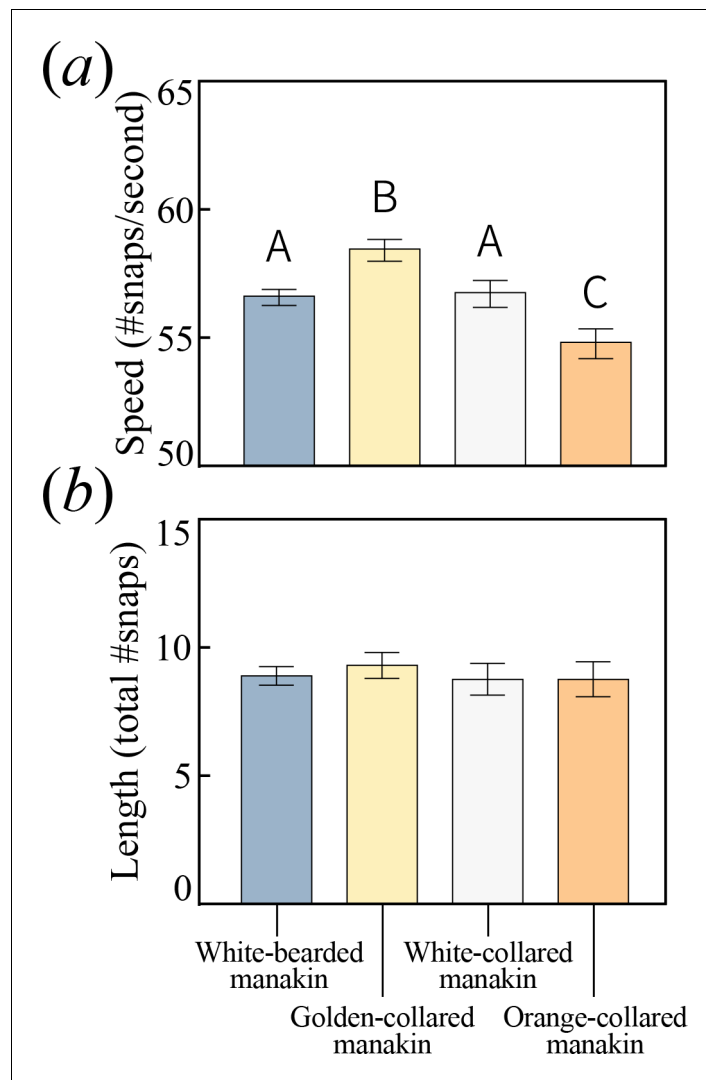 (a)
Speed (#snaps/second)
65
60
55
50
A
B
A
C
(b)
Length (total #snaps)
15
10
5
0
White-bearded
manakin
White-collared
manakin
Golden-collared
manakin
Orange-collared
manakin